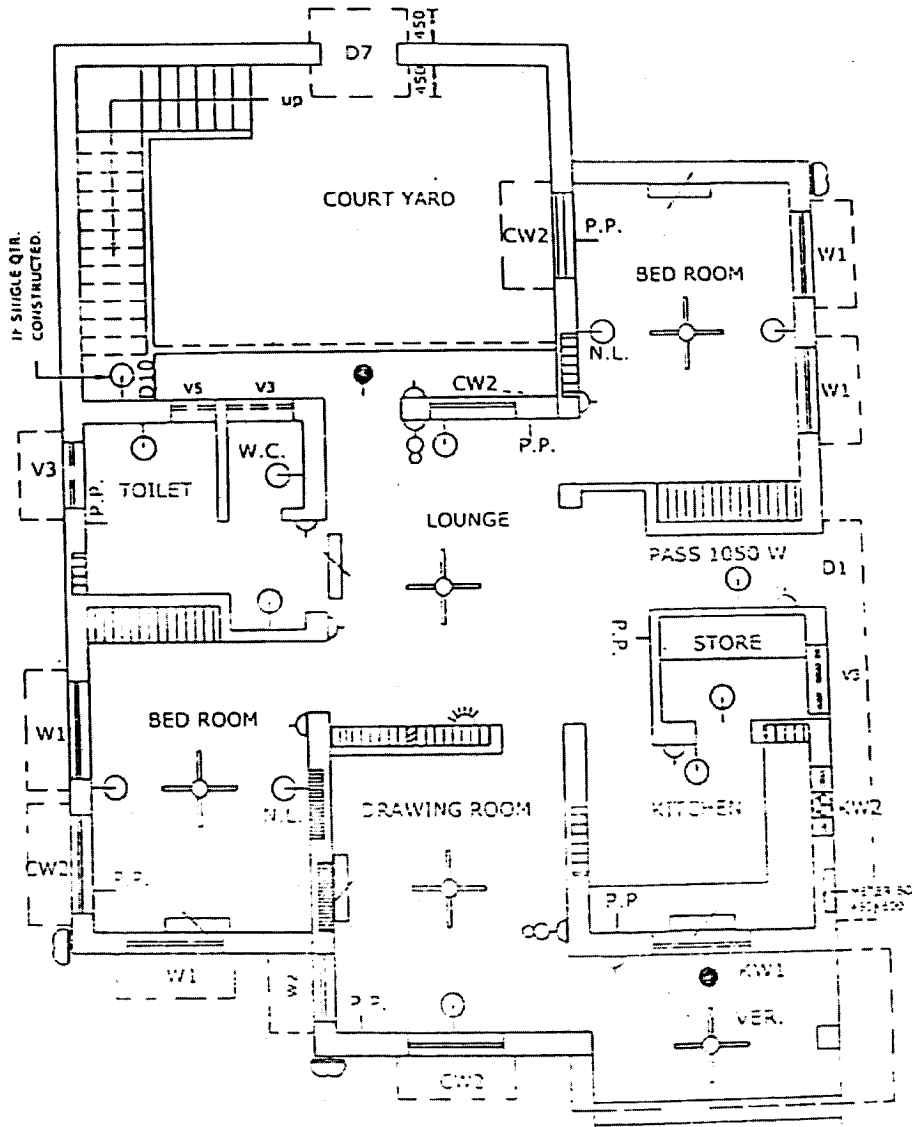 D7
450
450
up
COURT YARD
IF SINGLE QTR.
CONSTRUCTED.
CW2
P.P.
W1
BED ROOM
N.L.
V5
V3
CW2
W1
V3
W.C.
P.P.
TOILET
P.P.
LOUNGE
PASS 1050 W
D1
P.P.
STORE
V3
BED ROOM
W1
N.L.
DRAWING ROOM
KITCHEN
KW2
CW2
P.P.
P.P
W1
W2
KW1
P.P.
VER.
CW2